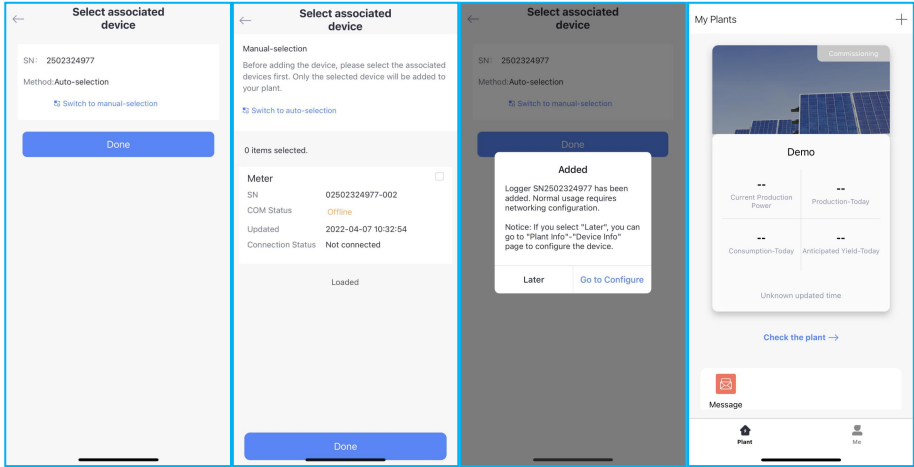 Select associated
device
SN: 2502324977
Method:Auto-selection
Switch to manual-selection
Done
Select associated
device
Manual-selection
Before adding the device, please select the associated
devices first. Only the selected device will be added to
your plant.
Switch to auto-selection
0 items selected.
Meter
SN 02502324977-002
COM Status Offline
Updated 2022-04-07 10:32:54
Connection Status Not connected
Loaded
Done
Select associated
device
SN: 2502324977
Method:Auto-selection
Switch to manual-selection
Done
Added
Logger SN2502324977 has been
added. Normal usage requires
networking configuration.
Notice: If you select "Later", you can
go to "Plant Info"-"Device Info"
page to configure the device.
Later Go to Configure
My Plants
Commissioning
Demo
-- --
Current Production
Power
Production-Today
-- --
Consumption-Today Anticipated Yield-Today
Unknown updated time
Check the plant →
Message
Plant Me